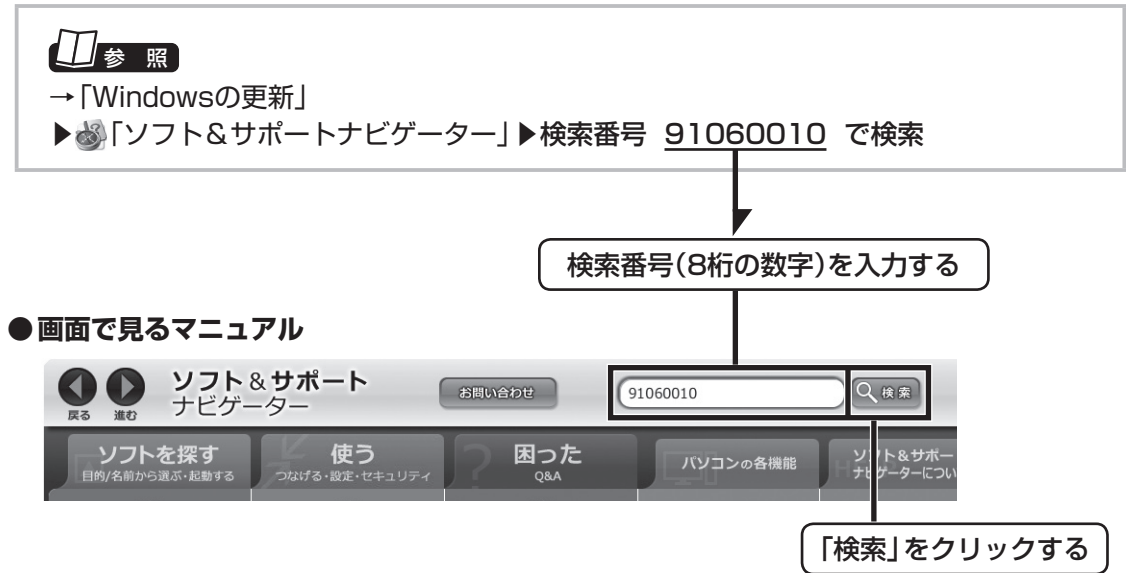 参 照
→「Windowsの更新」
▶「ソフト&サポートナビゲーター」▶検索番号 91060010 で検索
検索番号(8桁の数字)を入力する
●画面で見るマニュアル
戻る 進む
ソフト&サポート
ナビゲーター
お問い合わせ
91060010
検索
ソフトを探す
目的/名前から選ぶ・起動する
使う
つなげる・設定・セキュリティ
困った
Q&A
パソコンの各機能
ソフト&サポー
ナビゲーターについ
「検索」をクリックする